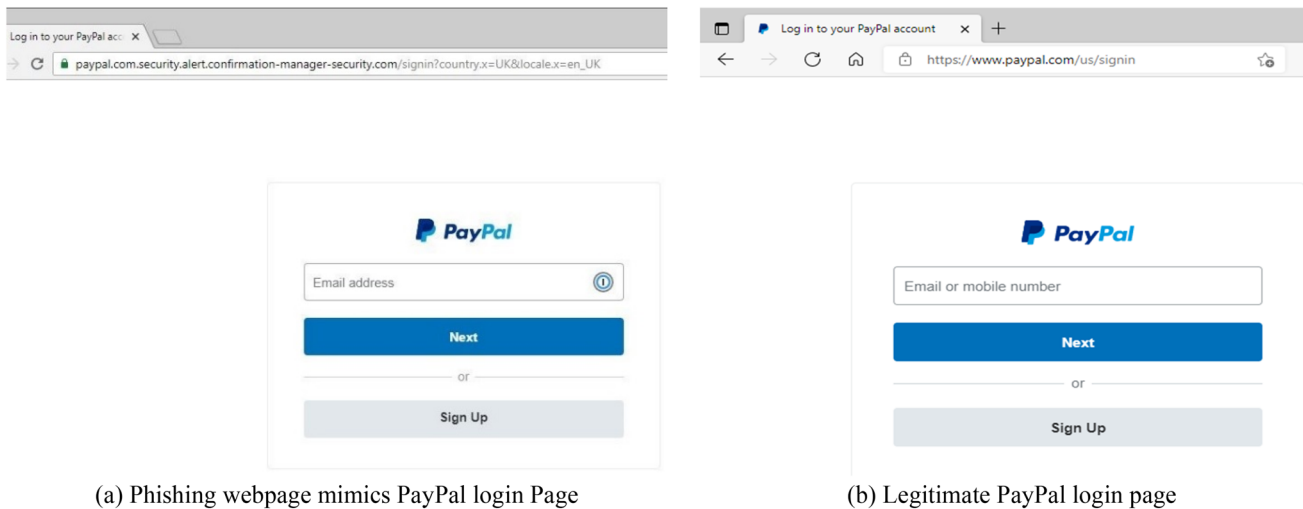 Log in to your PayPal acc
paypal.com.security.alert.confirmation-manager-security.com/signin?country.x=UK&locale.x=en_UK
PayPal
Email address
Next
or
Sign Up
(a) Phishing webpage mimics PayPal login Page
Log in to your PayPal account
https://www.paypal.com/us/signin
PayPal
Email or mobile number
Next
or
Sign Up
(b) Legitimate PayPal login page